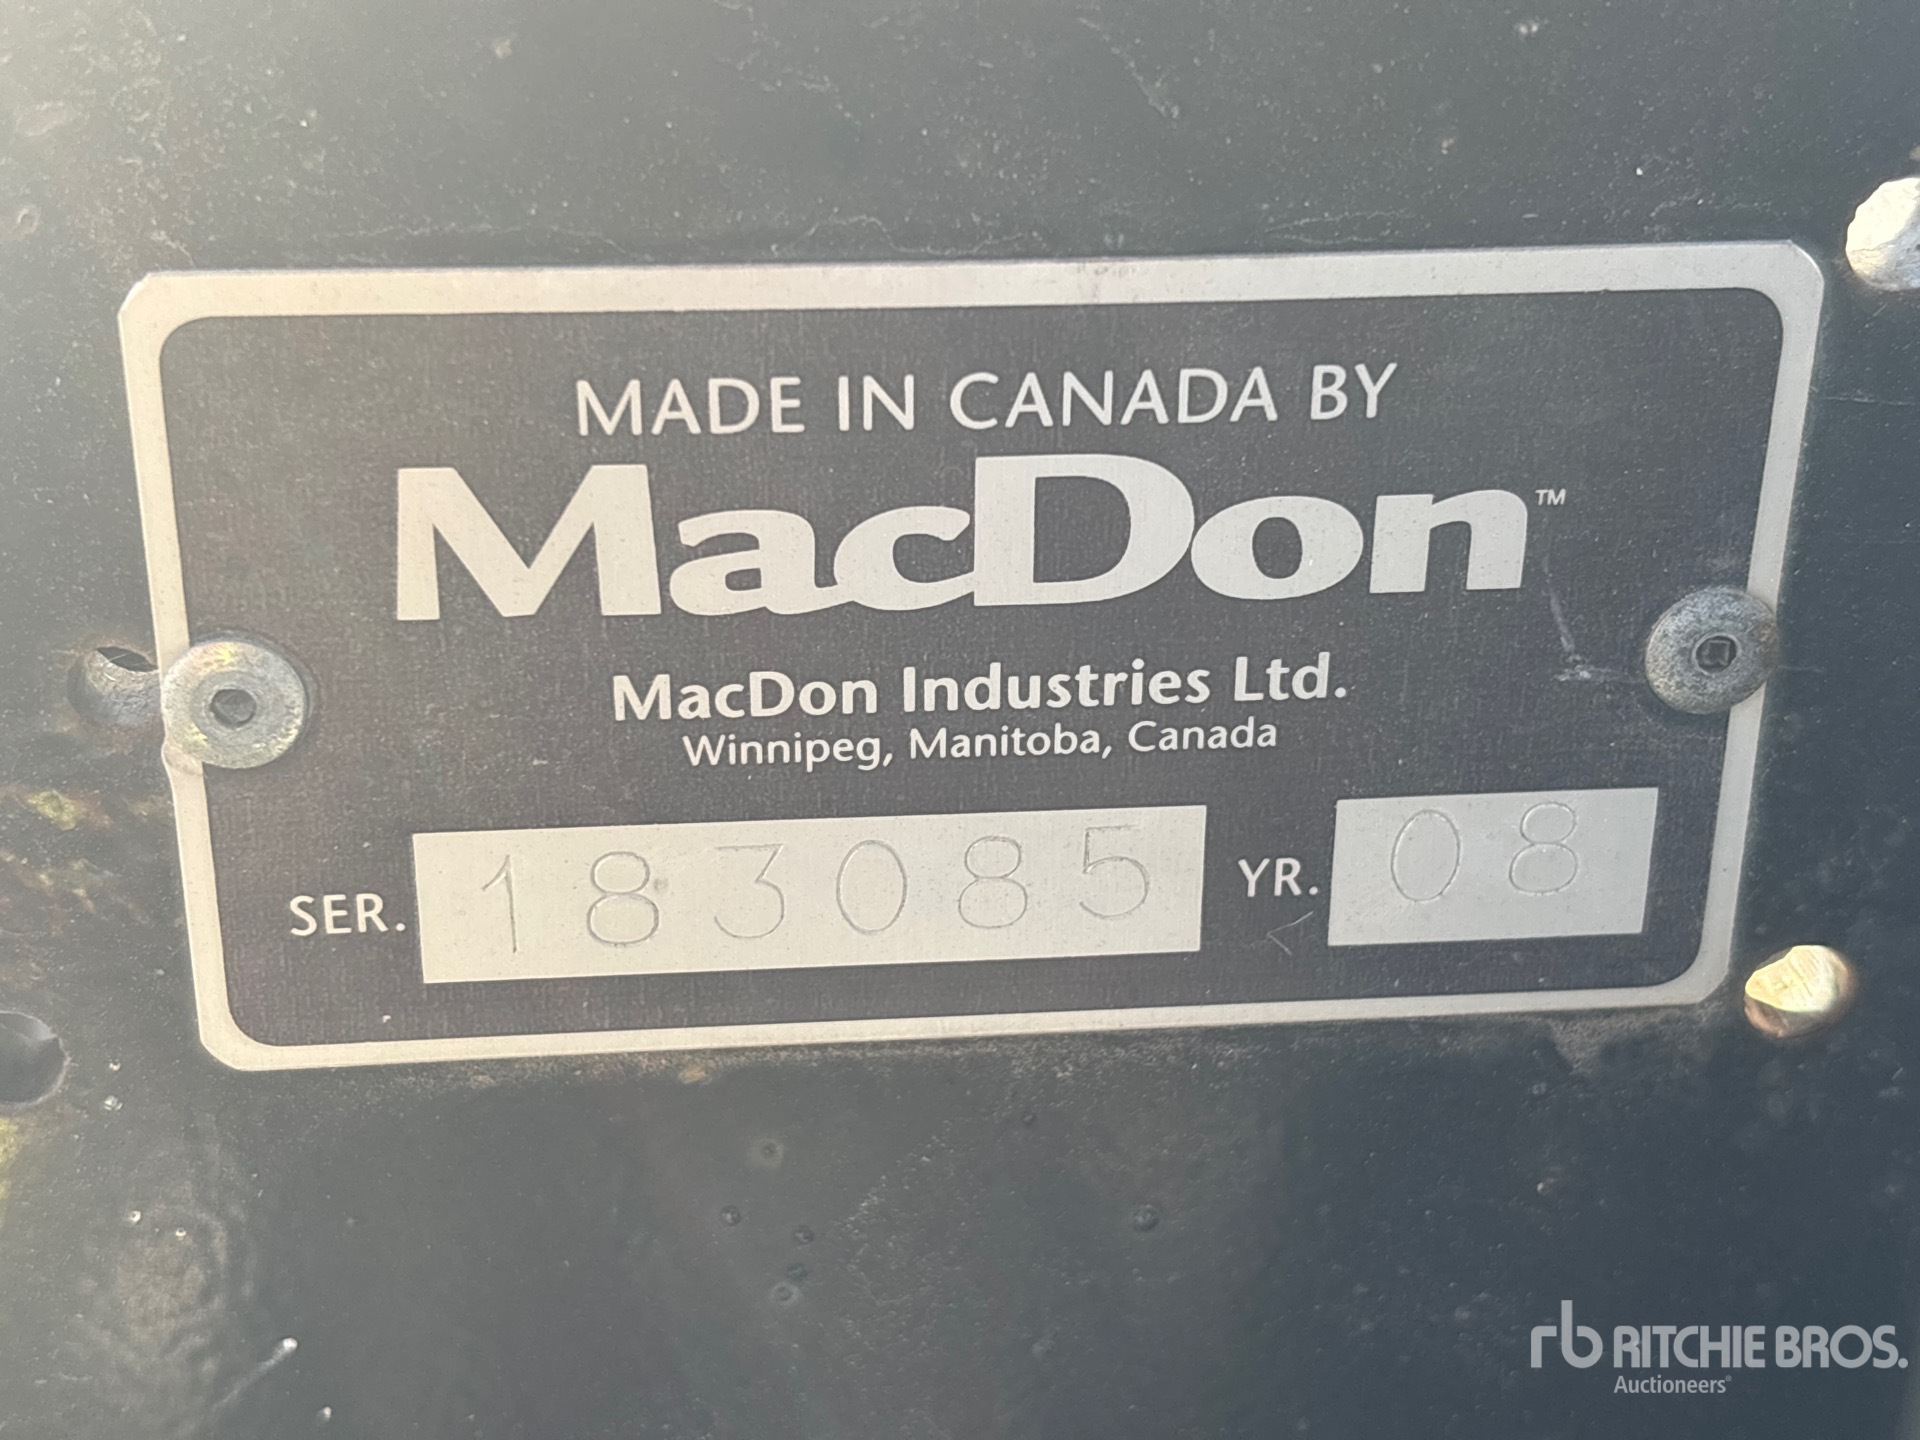 MADE IN CANADA BY
MacDon™
MacDon Industries Ltd.
Winnipeg, Manitoba, Canada
SER. 183085 YR. 08
rb RITCHIE BROS.
Auctioneers®